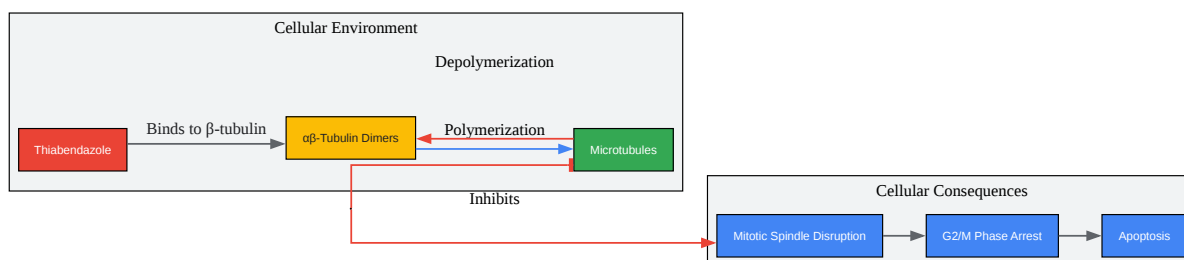 Cellular Environment
Depolymerization
Thiabendazole
Binds to β-tubulin
αβ-Tubulin Dimers
Polymerization
Microtubules
Inhibits
Cellular Consequences
Mitotic Spindle Disruption
G2/M Phase Arrest
Apoptosis